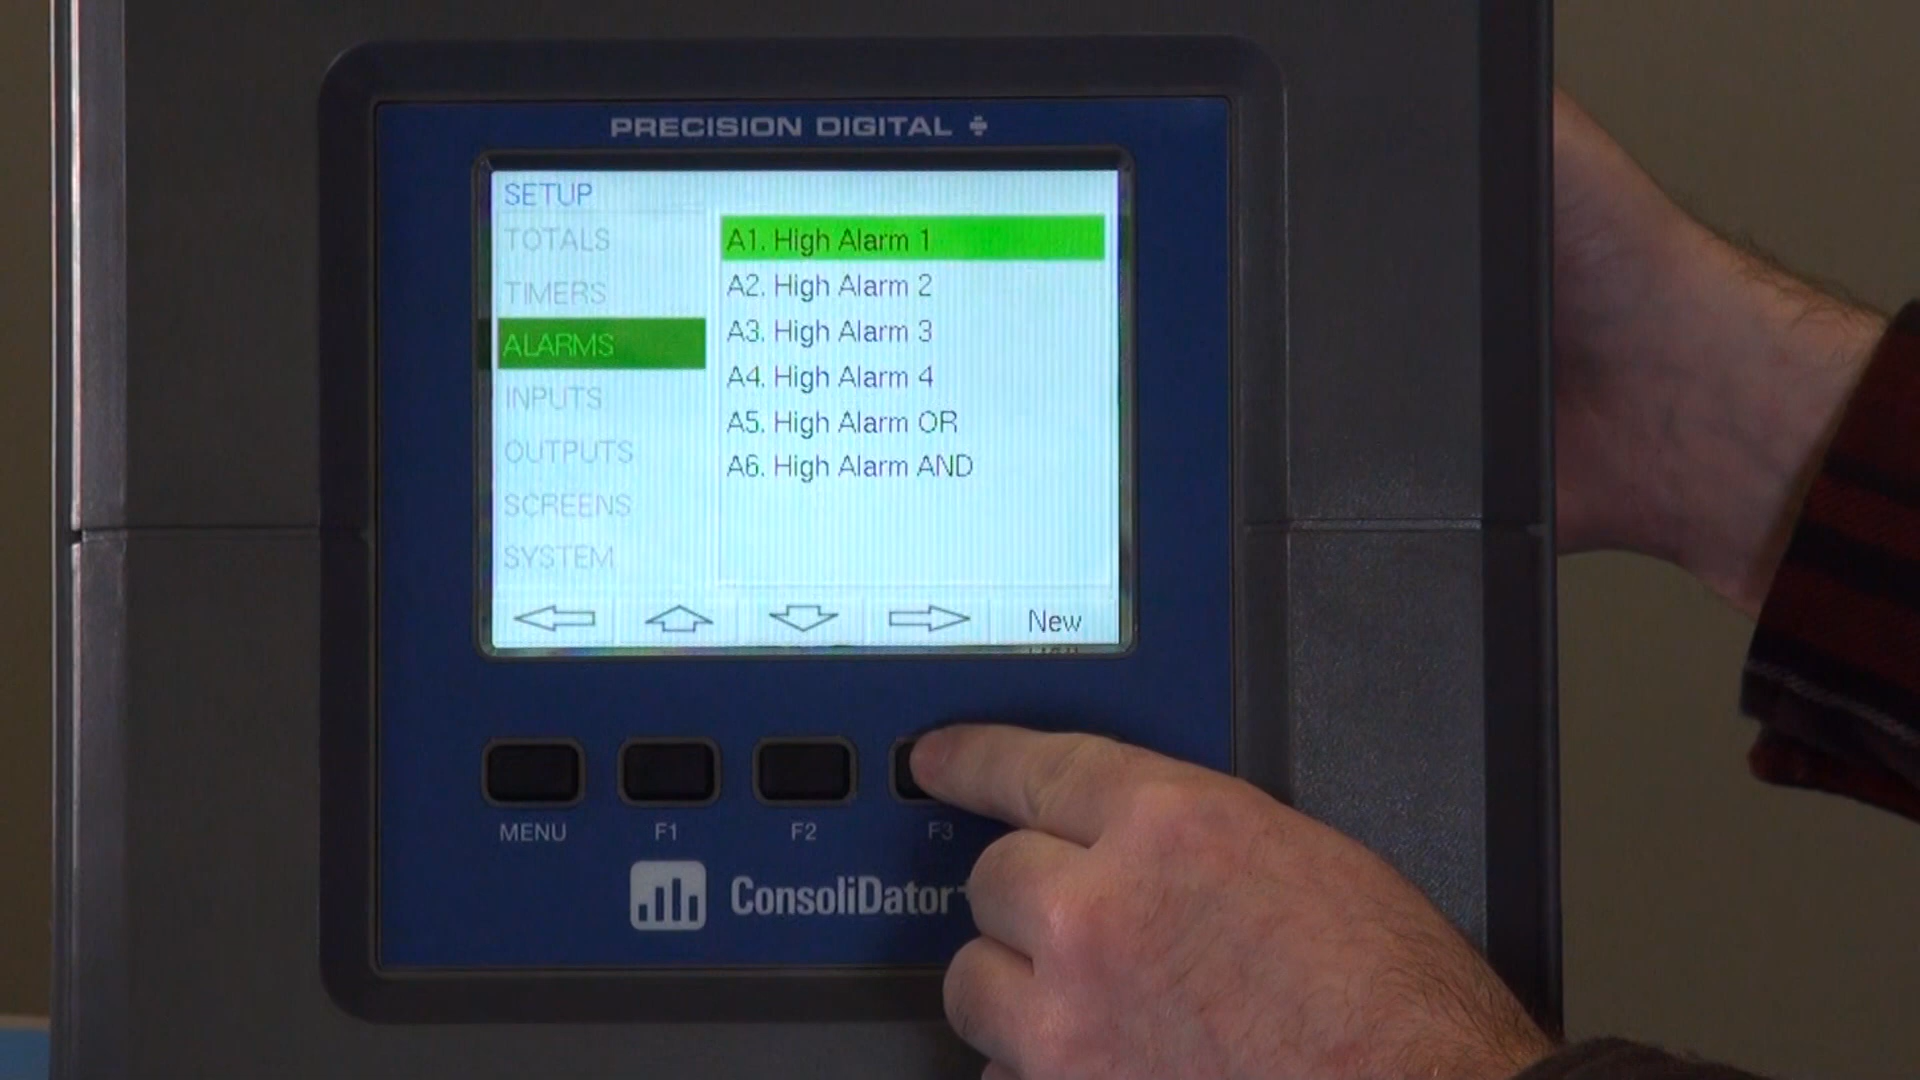 PRECISION DIGITAL
SETUP
TOTALS
TIMERS
ALARMS
INPUTS
OUTPUTS
SCREENS
SYSTEM
A1. High Alarm 1
A2. High Alarm 2
A3. High Alarm 3
A4. High Alarm 4
A5. High Alarm OR
A6. High Alarm AND
New
MENU
F1
F2
F3
ConsoliDator+